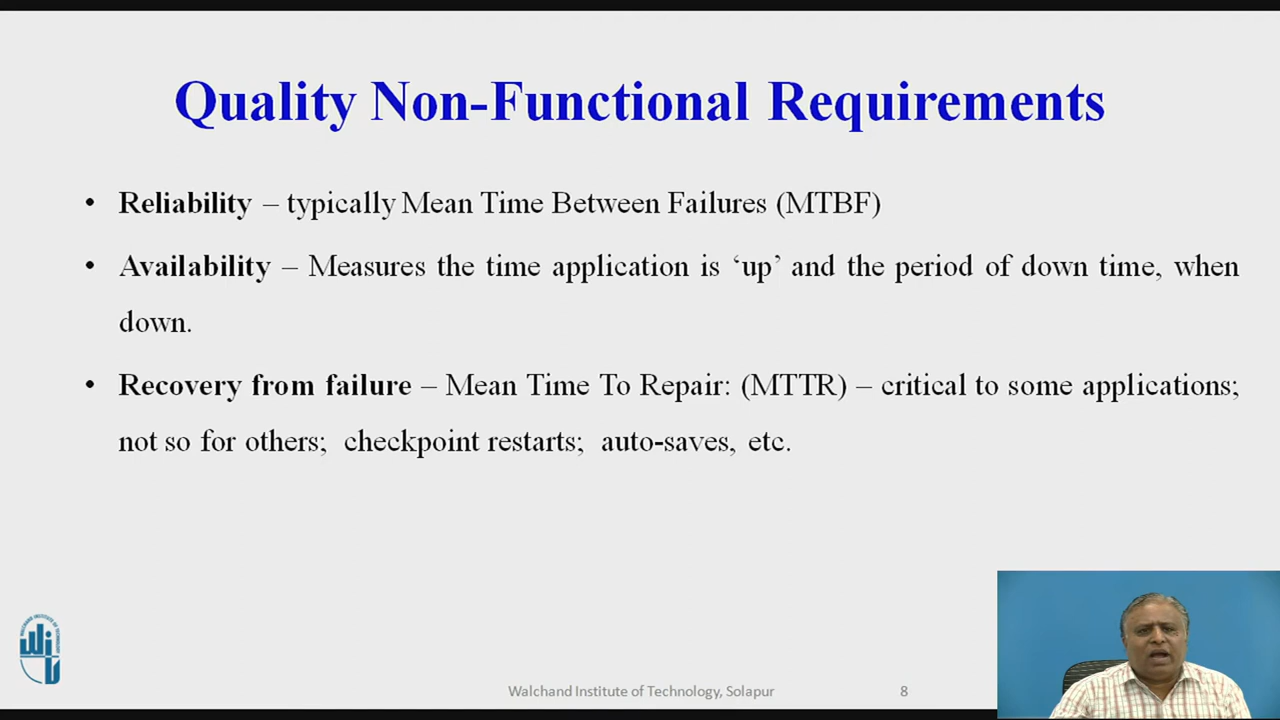 Quality Non-Functional Requirements
• Reliability – typically Mean Time Between Failures (MTBF)
• Availability – Measures the time application is ‘up’ and the period of down time, when
down.
• Recovery from failure – Mean Time To Repair: (MTTR) – critical to some applications;
not so for others; checkpoint restarts; auto-saves, etc.
Walchand Institute of Technology, Solapur
8